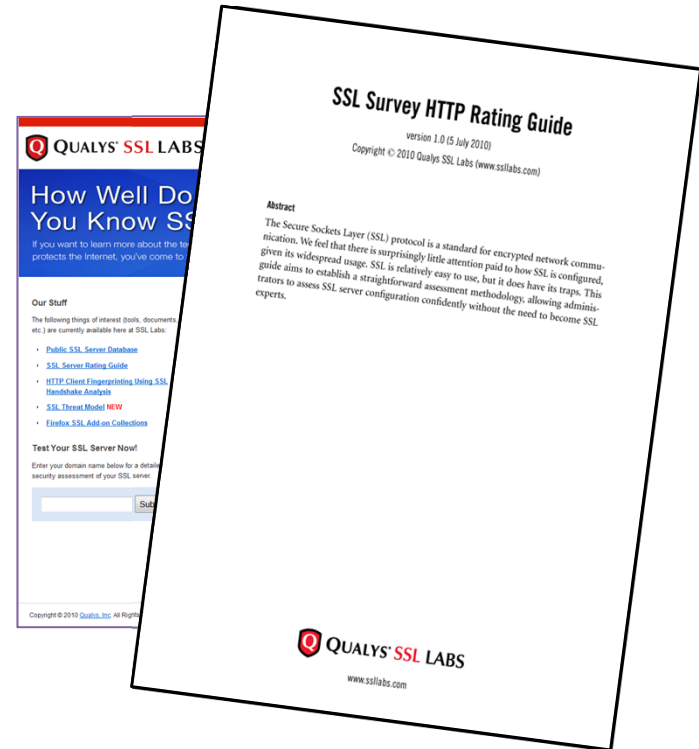 QUALYS® SSL LABS
How Well Do
You Know SS
If you want to learn more about the te
protects the Internet, you've come to
Our Stuff
The following things of interest (tools, documents,
etc.) are currently available here at SSL Labs:
Public SSL Server Database
SSL Server Rating Guide
HTTP Client Fingerprinting Using SSL
Handshake Analysis
SSL Threat Model NEW
Firefox SSL Add-on Collections
Test Your SSL Server Now!
Enter your domain name below for a detaile
security assessment of your SSL server.
Sub
Copyright © 2010 Qualys, Inc. All Rights
SSL Survey HTTP Rating Guide
version 1.0 (5 July 2010)
Copyright © 2010 Qualys SSL Labs (www.ssllabs.com)
Abstract
The Secure Sockets Layer (SSL) protocol is a standard for encrypted network commu-
nication. We feel that there is surprisingly little attention paid to how SSL is configured,
given its widespread usage. SSL is relatively easy to use, but it does have its traps. This
guide aims to establish a straightforward assessment methodology, allowing adminis-
trators to assess SSL server configuration confidently without the need to become SSL
experts.
QUALYS® SSL LABS
www.ssllabs.com